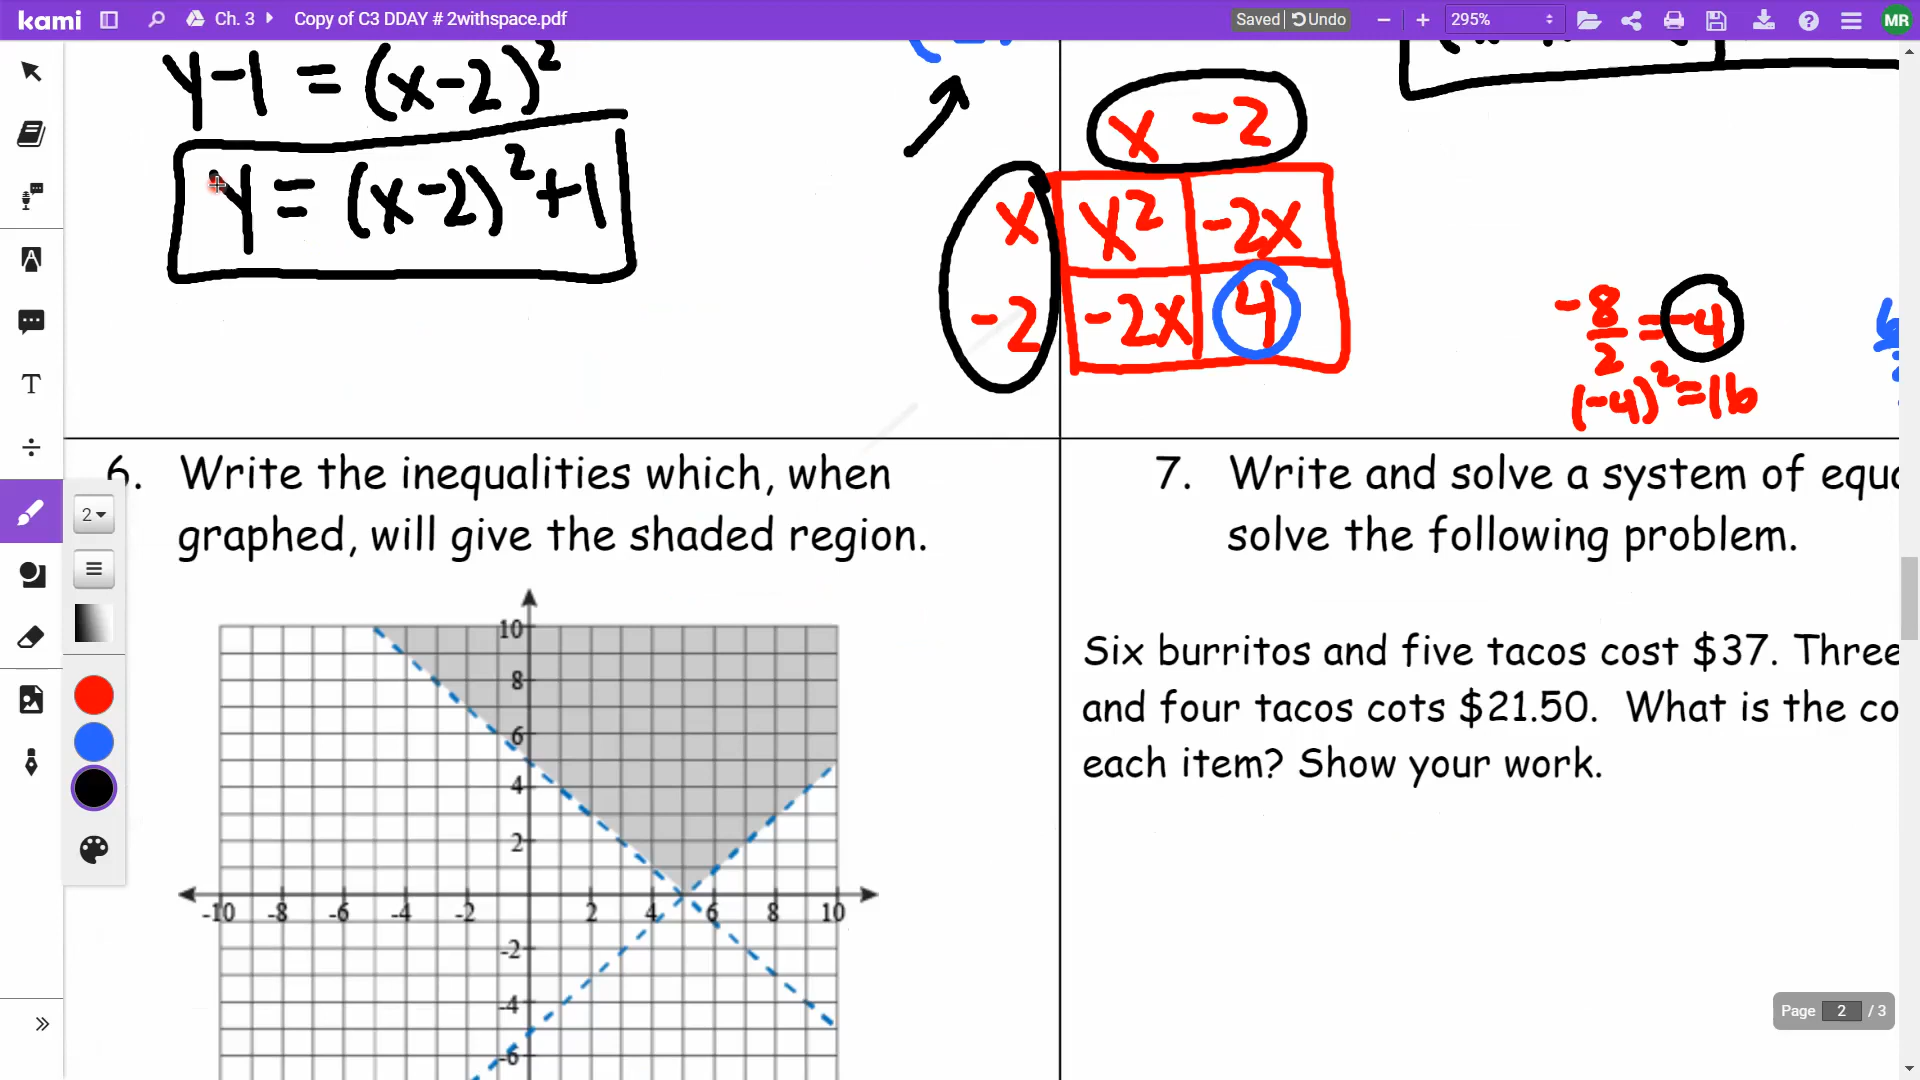 kami Ch. 3 Copy of C3 DDAY # 2withspace.pdf Saved Undo 295% MR
y-1 = (x-2)²
y = (x-2)²+1
x -2
x x² -2x
-2 -2x 4
-8/2 = -4
(-4)² = 16
6. Write the inequalities which, when
graphed, will give the shaded region.
10
8
6
4
2
-10 -8 -6 -4 -2 2 4 6 8 10
-2
-4
-6
7. Write and solve a system of equa
solve the following problem.
Six burritos and five tacos cost $37. Three
and four tacos cots $21.50. What is the co
each item? Show your work.
2
T
Page 2 / 3